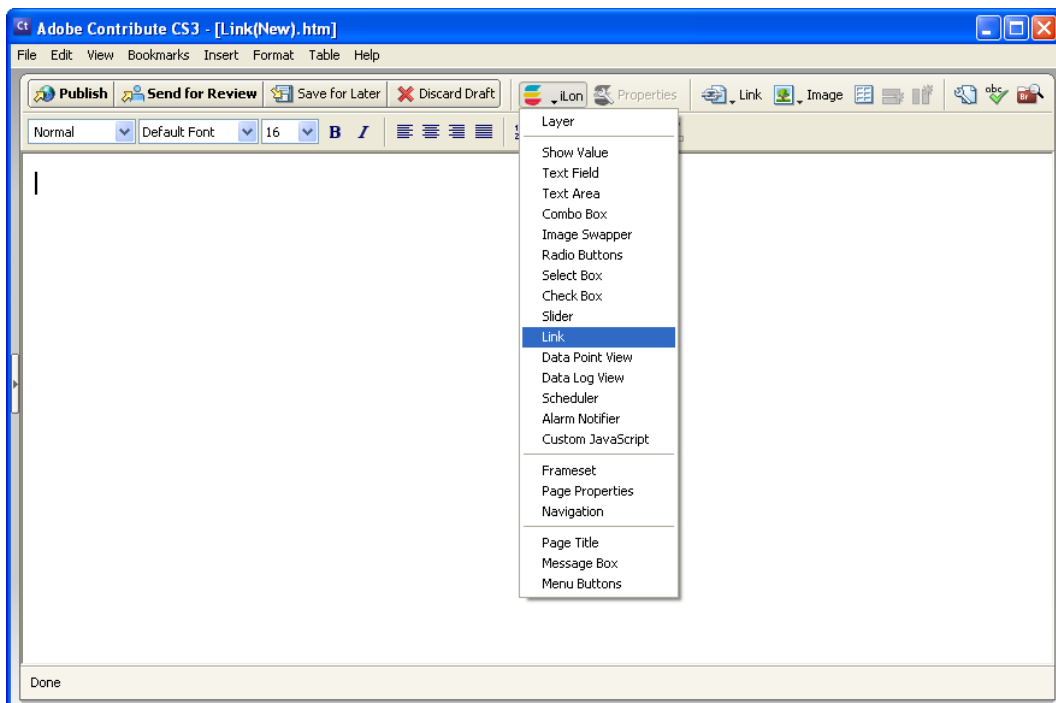 Ct Adobe Contribute CS3 - [Link(New).htm]
File Edit View Bookmarks Insert Format Table Help
Publish Send for Review Save for Later Discard Draft iLon Properties Link Image abc Br
Normal Default Font 16 B I
Layer
Show Value
Text Field
Text Area
Combo Box
Image Swapper
Radio Buttons
Select Box
Check Box
Slider
Link
Data Point View
Data Log View
Scheduler
Alarm Notifier
Custom JavaScript
Frameset
Page Properties
Navigation
Page Title
Message Box
Menu Buttons
Done